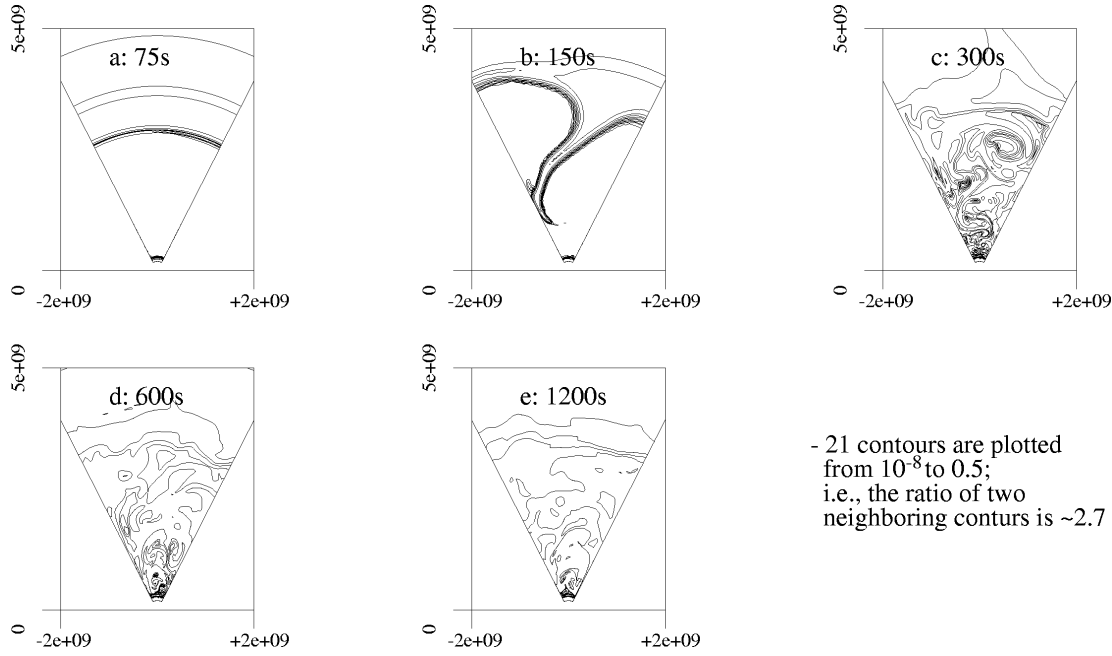 5e+09
a: 75s
0
-2e+09 +2e+09
5e+09
b: 150s
0
-2e+09 +2e+09
5e+09
c: 300s
0
-2e+09 +2e+09
5e+09
d: 600s
0
-2e+09 +2e+09
5e+09
e: 1200s
0
-2e+09 +2e+09
- 21 contours are plotted
from 10⁻⁸ to 0.5;
i.e., the ratio of two
neighboring conturs is ~2.7